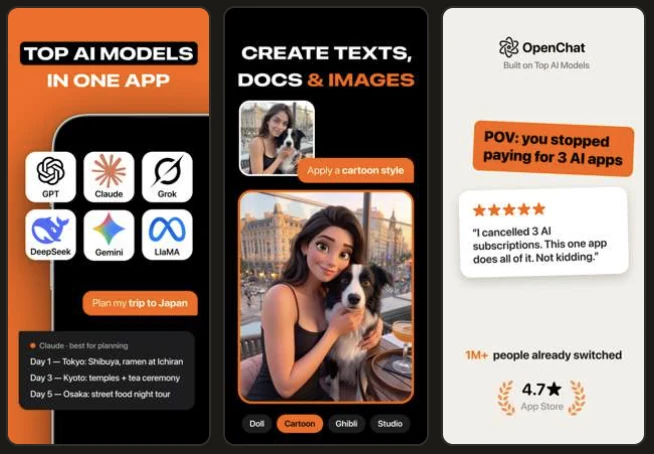 TOP AI MODELS
IN ONE APP
GPT
Claude
Grok
DeepSeek
Gemini
LlaMA
Plan my trip to Japan
Claude · best for planning
Day 1 — Tokyo: Shibuya, ramen at Ichiran
Day 3 — Kyoto: temples + tea ceremony
Day 5 — Osaka: street food night tour
CREATE TEXTS,
DOCS & IMAGES
Apply a cartoon style
Doll
Cartoon
Ghibli
Studio
OpenChat
Built on Top AI Models
POV: you stopped
paying for 3 AI apps
"I cancelled 3 AI
subscriptions. This one app
does all of it. Not kidding."
1M+ people already switched
4.7★
App Store